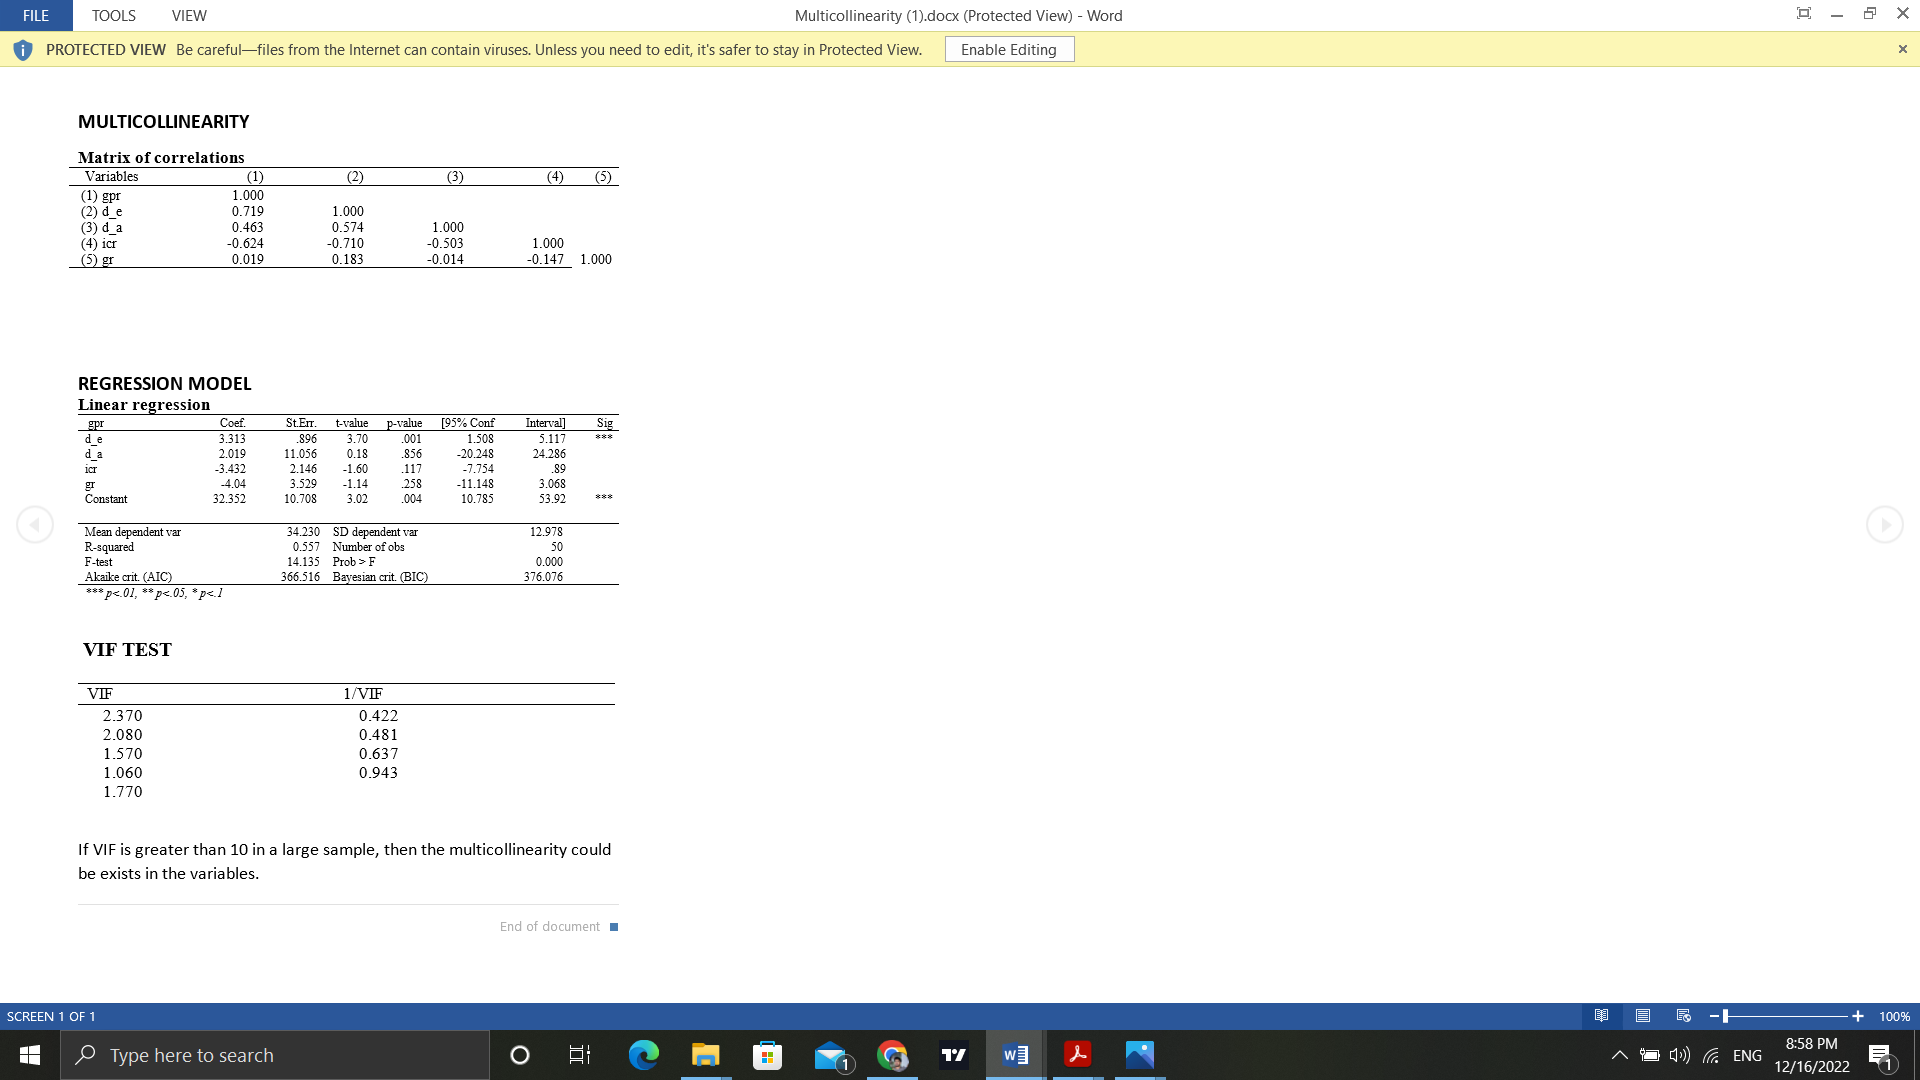 FILE TOOLS VIEW Multicollinearity (1).docx (Protected View) - Word
PROTECTED VIEW Be careful—files from the Internet can contain viruses. Unless you need to edit, it's safer to stay in Protected View. Enable Editing
MULTICOLLINEARITY
Matrix of correlations
Variables (1) (2) (3) (4) (5)
(1) gpr 1.000
(2) d_e 0.719 1.000
(3) d_a 0.463 0.574 1.000
(4) icr -0.624 -0.710 -0.503 1.000
(5) gr 0.019 0.183 -0.014 -0.147 1.000
REGRESSION MODEL
Linear regression
gpr Coef. St.Err. t-value p-value [95% Conf Interval] Sig
d_e 3.313 .896 3.70 .001 1.508 5.117 ***
d_a 2.019 11.056 0.18 .856 -20.248 24.286
icr -3.432 2.146 -1.60 .117 -7.754 .89
gr -4.04 3.529 -1.14 .258 -11.148 3.068
Constant 32.352 10.708 3.02 .004 10.785 53.92 ***
Mean dependent var 34.230 SD dependent var 12.978
R-squared 0.557 Number of obs 50
F-test 14.135 Prob > F 0.000
Akaike crit. (AIC) 366.516 Bayesian crit. (BIC) 376.076
*** p<.01, ** p<.05, * p<.1
VIF TEST
VIF 1/VIF
2.370 0.422
2.080 0.481
1.570 0.637
1.060 0.943
1.770
If VIF is greater than 10 in a large sample, then the multicollinearity could
be exists in the variables.
End of document
SCREEN 1 OF 1 100%
Type here to search 1 ENG 8:58 PM
12/16/2022 1